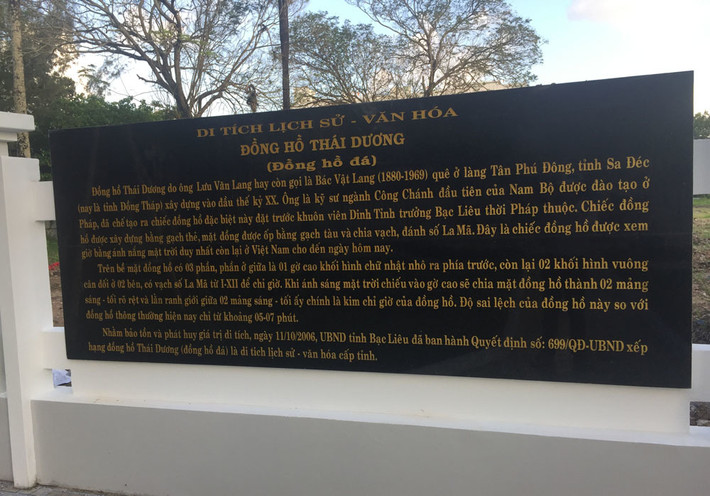 DI TÍCH LỊCH SỬ - VĂN HÓA
ĐỒNG HỒ THÁI DƯƠNG
(Đồng hồ đá)
Đồng hồ Thái Dương do ông Lưu Văn Lang hay còn gọi là Bác Vật Lang (1880-1969) quê ở làng Tân Phú Đông, tỉnh Sa Đéc
(nay là tỉnh Đồng Tháp) xây dựng vào đầu thế kỷ XX. Ông là kỹ sư ngành Công Chánh đầu tiên của Nam Bộ được đào tạo ở
Pháp, đã chế tạo ra chiếc đồng hồ đặc biệt này đặt trước khuôn viên Dinh Tỉnh trưởng Bạc Liêu thời Pháp thuộc. Chiếc đồng
hồ được xây dựng bằng gạch thẻ, mặt đồng được ốp bằng gạch tàu và chia vạch, đánh số La Mã. Đây là chiếc đồng hồ được xem
giờ bằng ánh nắng mặt trời duy nhất còn lại ở Việt Nam cho đến ngày hôm nay.
Trên bề mặt đồng hồ có 03 phần, phần ở giữa là 01 gờ cao khối hình chữ nhật nhô ra phía trước, còn lại 02 khối hình vuông
cân đối ở 02 bên, có vạch số La Mã từ I-XII để chỉ giờ. Khi ánh sáng mặt trời chiếu vào gờ cao sẽ chia mặt đồng hồ thành 02 mảng
sáng - tối rõ rệt và lằn ranh giới giữa 02 mảng sáng - tối ấy chính là kim chỉ giờ của đồng hồ. Độ sai lệch của đồng hồ này so với
đồng hồ thông thường hiện nay chỉ từ khoảng 05-07 phút.
Nhằm bảo tồn và phát huy giá trị di tích, ngày 11/10/2006, UBND tỉnh Bạc Liêu đã ban hành Quyết định số: 699/QĐ-UBND xếp
hạng đồng hồ Thái Dương (đồng hồ đá) là di tích lịch sử - văn hóa cấp tỉnh.